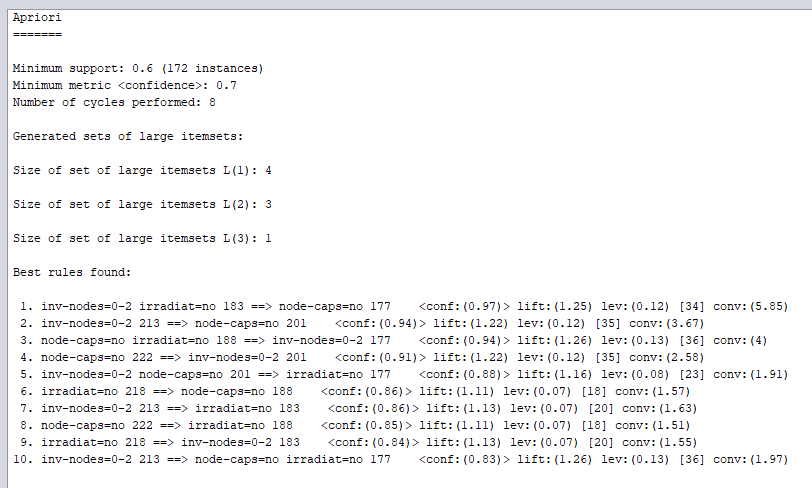 Apriori
=======
Minimum support: 0.6 (172 instances)
Minimum metric <confidence>: 0.7
Number of cycles performed: 8
Generated sets of large itemsets:
Size of set of large itemsets L(1): 4
Size of set of large itemsets L(2): 3
Size of set of large itemsets L(3): 1
Best rules found:
1. inv-nodes=0-2 irradiat=no 183 ==> node-caps=no 177    <conf:(0.97)> lift:(1.25) lev:(0.12) [34] conv:(5.85)
2. inv-nodes=0-2 213 ==> node-caps=no 201    <conf:(0.94)> lift:(1.22) lev:(0.12) [35] conv:(3.67)
3. node-caps=no irradiat=no 188 ==> inv-nodes=0-2 177    <conf:(0.94)> lift:(1.26) lev:(0.13) [36] conv:(4)
4. node-caps=no 222 ==> inv-nodes=0-2 201    <conf:(0.91)> lift:(1.22) lev:(0.12) [35] conv:(2.58)
5. inv-nodes=0-2 node-caps=no 201 ==> irradiat=no 177    <conf:(0.88)> lift:(1.16) lev:(0.08) [23] conv:(1.91)
6. irradiat=no 218 ==> node-caps=no 188    <conf:(0.86)> lift:(1.11) lev:(0.07) [18] conv:(1.57)
7. inv-nodes=0-2 213 ==> irradiat=no 183    <conf:(0.86)> lift:(1.13) lev:(0.07) [20] conv:(1.63)
8. node-caps=no 222 ==> irradiat=no 188    <conf:(0.85)> lift:(1.11) lev:(0.07) [18] conv:(1.51)
9. irradiat=no 218 ==> inv-nodes=0-2 183    <conf:(0.84)> lift:(1.13) lev:(0.07) [20] conv:(1.55)
10. inv-nodes=0-2 213 ==> node-caps=no irradiat=no 177    <conf:(0.83)> lift:(1.26) lev:(0.13) [36] conv:(1.97)